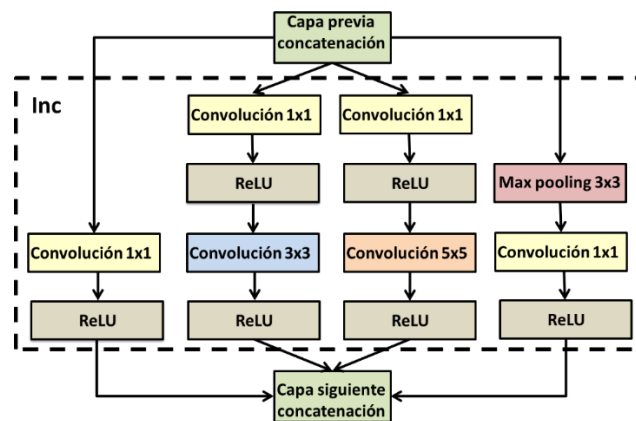 Capa previa
concatenación
Inc
Convolución 1x1
Convolución 1x1
ReLU
ReLU
Max pooling 3x3
Convolución 1x1
Convolución 3x3
Convolución 5x5
Convolución 1x1
ReLU
ReLU
ReLU
ReLU
Capa siguiente
concatenación